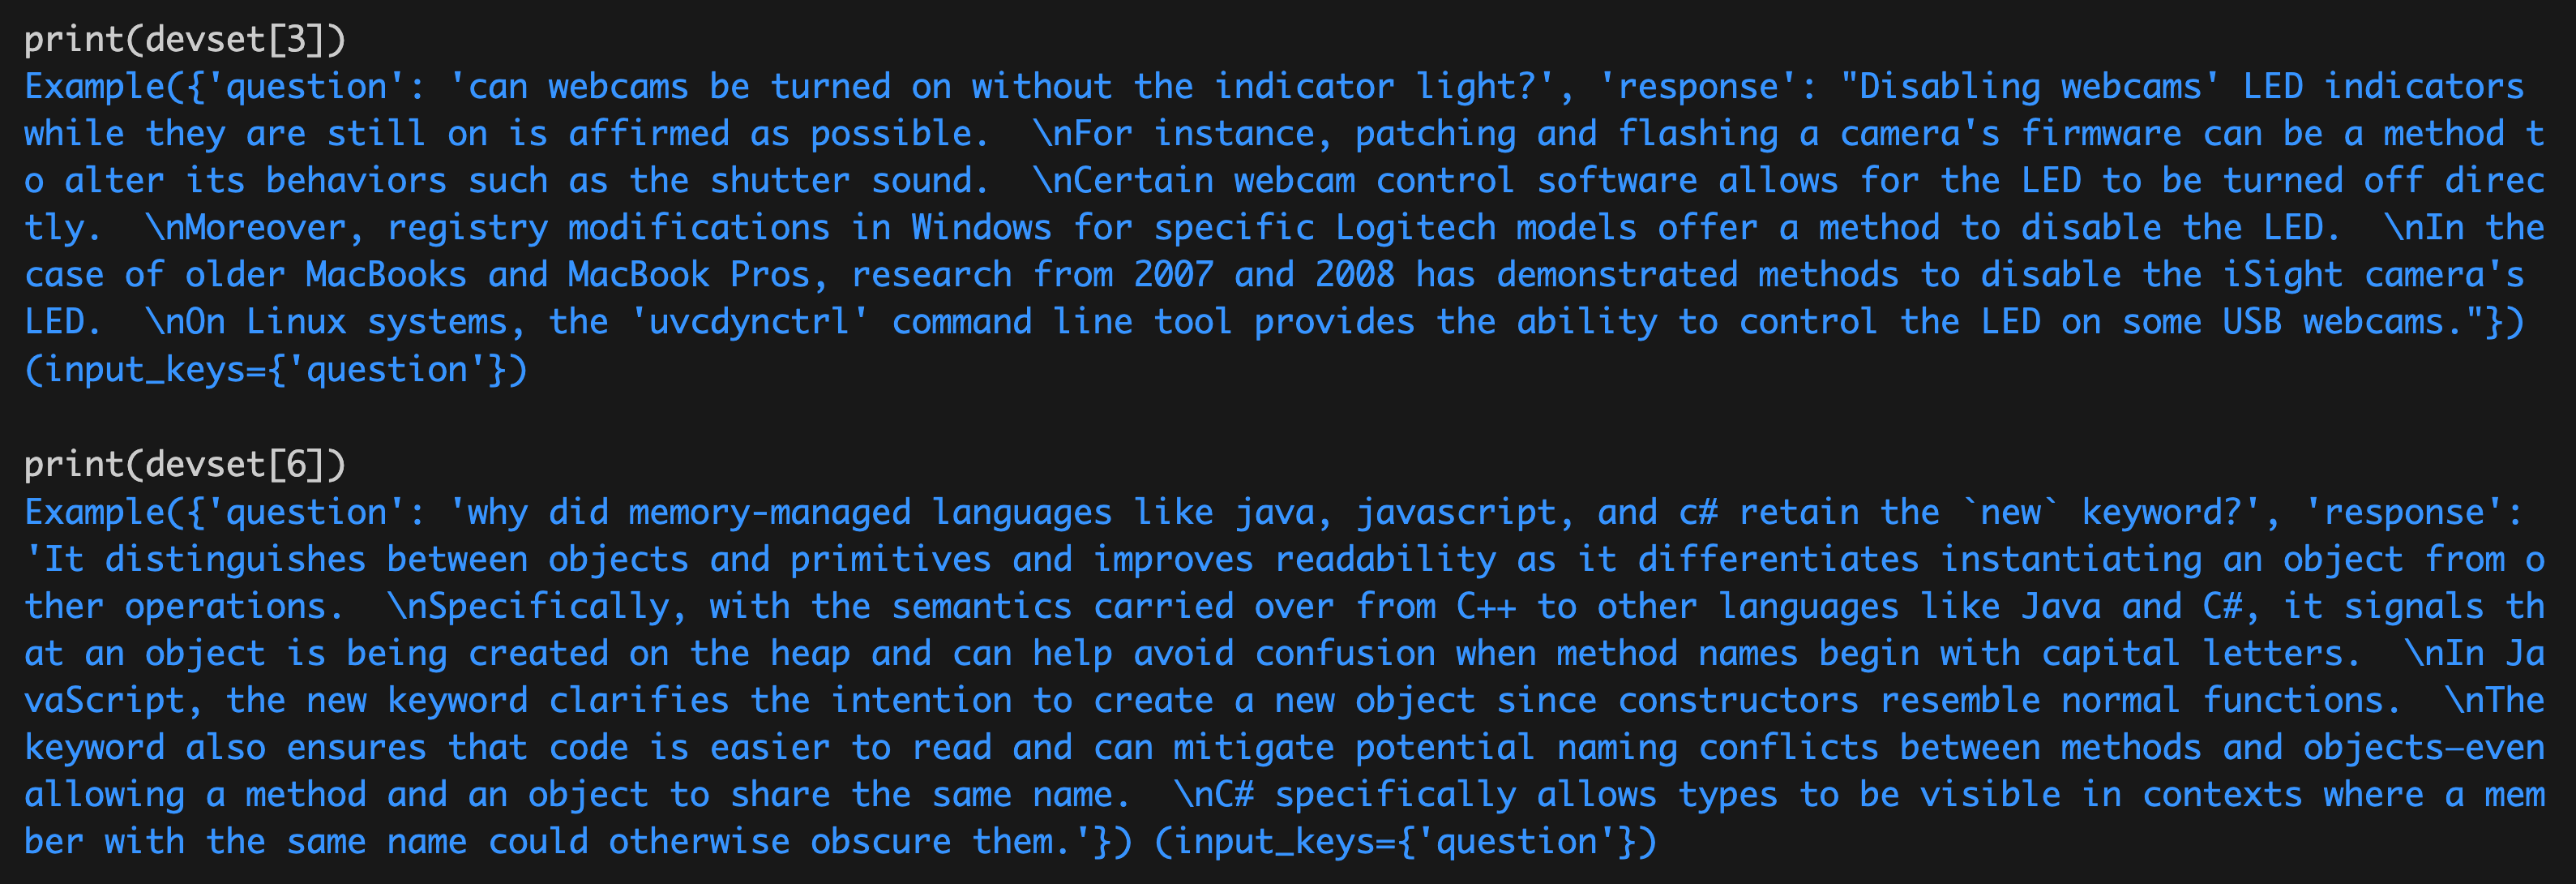 print(devset[3])
Example({'question': 'can webcams be turned on without the indicator light?', 'response': "Disabling webcams' LED indicators
while they are still on is affirmed as possible.  \nFor instance, patching and flashing a camera's firmware can be a method t
o alter its behaviors such as the shutter sound.  \nCertain webcam control software allows for the LED to be turned off direc
tly.  \nMoreover, registry modifications in Windows for specific Logitech models offer a method to disable the LED.  \nIn the
case of older MacBooks and MacBook Pros, research from 2007 and 2008 has demonstrated methods to disable the iSight camera's
LED.  \nOn Linux systems, the 'uvcdynctrl' command line tool provides the ability to control the LED on some USB webcams."})
(input_keys={'question'})
print(devset[6])
Example({'question': 'why did memory-managed languages like java, javascript, and c# retain the `new` keyword?', 'response':
'It distinguishes between objects and primitives and improves readability as it differentiates instantiating an object from o
ther operations.  \nSpecifically, with the semantics carried over from C++ to other languages like Java and C#, it signals th
at an object is being created on the heap and can help avoid confusion when method names begin with capital letters.  \nIn Ja
vaScript, the new keyword clarifies the intention to create a new object since constructors resemble normal functions.  \nThe
keyword also ensures that code is easier to read and can mitigate potential naming conflicts between methods and objects—even
allowing a method and an object to share the same name.  \nC# specifically allows types to be visible in contexts where a mem
ber with the same name could otherwise obscure them.'}) (input_keys={'question'})